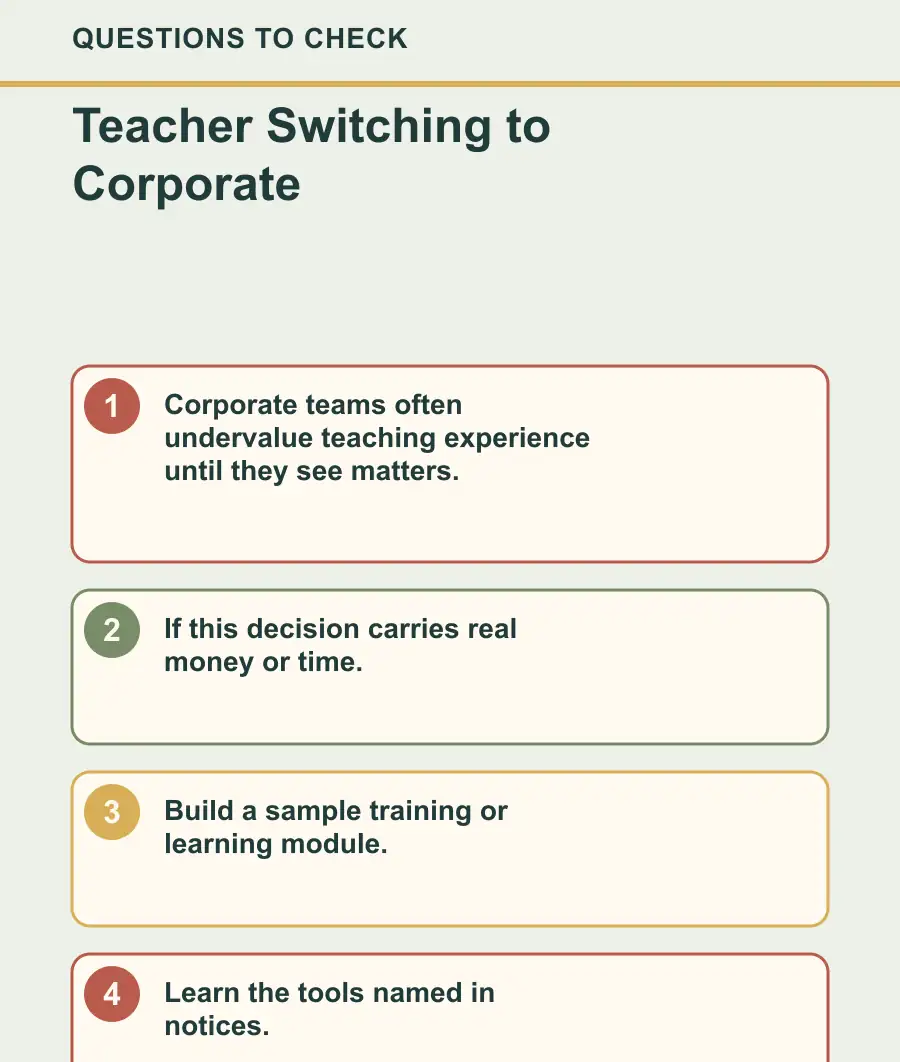 QUESTIONS TO CHECK
Teacher Switching to
Corporate
1
Corporate teams often
undervalue teaching experience
until they see matters.
2
If this decision carries real
money or time.
3
Build a sample training or
learning module.
4
Learn the tools named in
notices.